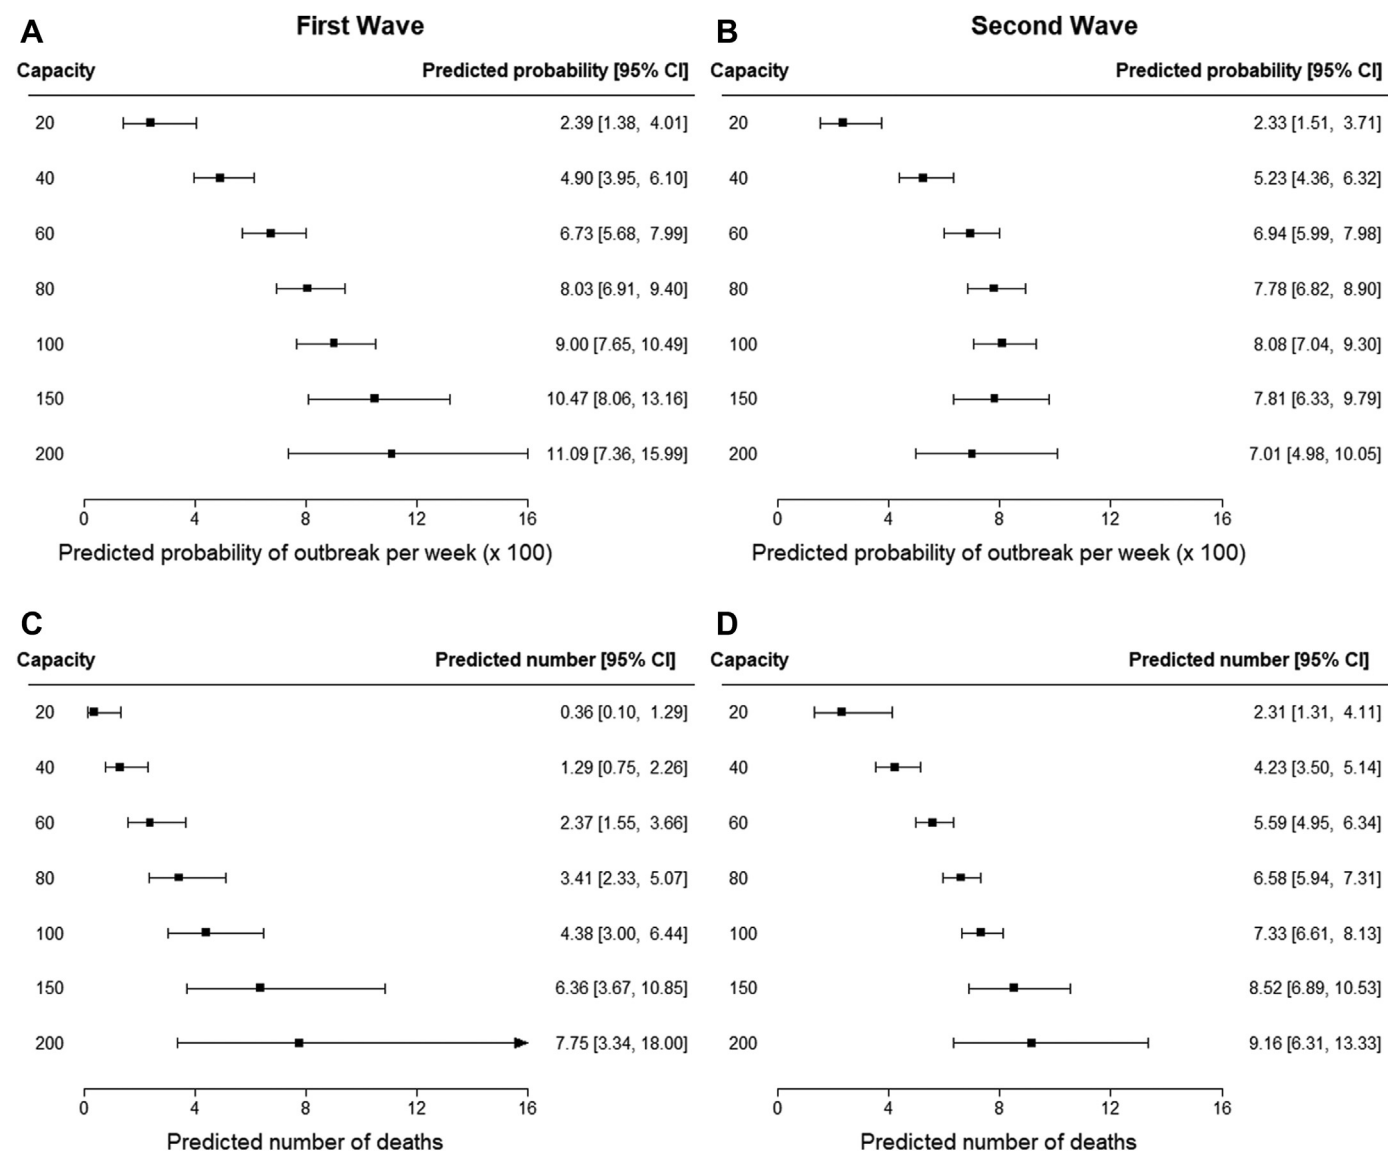 A First Wave
Capacity Predicted probability [95% CI]
20 2.39 [1.38, 4.01]
40 4.90 [3.95, 6.10]
60 6.73 [5.68, 7.99]
80 8.03 [6.91, 9.40]
100 9.00 [7.65, 10.49]
150 10.47 [8.06, 13.16]
200 11.09 [7.36, 15.99]
0 4 8 12 16
Predicted probability of outbreak per week (x 100)
B Second Wave
Capacity Predicted probability [95% CI]
20 2.33 [1.51, 3.71]
40 5.23 [4.36, 6.32]
60 6.94 [5.99, 7.98]
80 7.78 [6.82, 8.90]
100 8.08 [7.04, 9.30]
150 7.81 [6.33, 9.79]
200 7.01 [4.98, 10.05]
0 4 8 12 16
Predicted probability of outbreak per week (x 100)
C
Capacity Predicted number [95% CI]
20 0.36 [0.10, 1.29]
40 1.29 [0.75, 2.26]
60 2.37 [1.55, 3.66]
80 3.41 [2.33, 5.07]
100 4.38 [3.00, 6.44]
150 6.36 [3.67, 10.85]
200 7.75 [3.34, 18.00]
0 4 8 12 16
Predicted number of deaths
D
Capacity Predicted number [95% CI]
20 2.31 [1.31, 4.11]
40 4.23 [3.50, 5.14]
60 5.59 [4.95, 6.34]
80 6.58 [5.94, 7.31]
100 7.33 [6.61, 8.13]
150 8.52 [6.89, 10.53]
200 9.16 [6.31, 13.33]
0 4 8 12 16
Predicted number of deaths